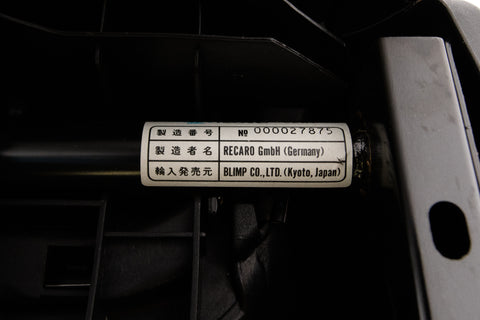 製造番号 № 000027875
製造者名 RECARO GmbH (Germany)
輸入発売元 BLIMP CO.,LTD. (Kyoto, Japan)